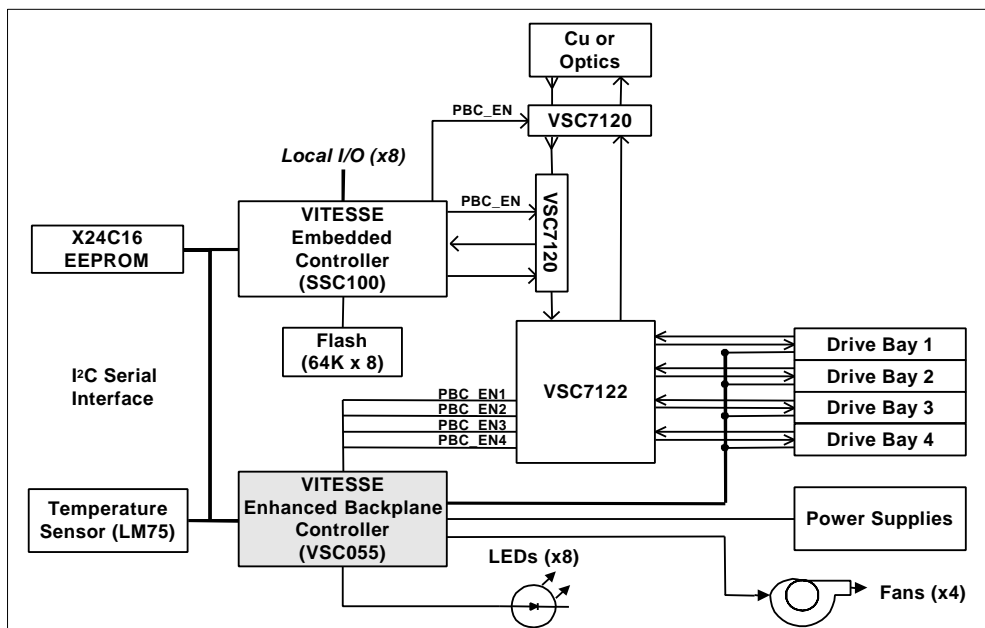 Cu or
Optics
PBC_EN
VSC7120
Local I/O (x8)
VITESSE
Embedded
Controller
(SSC100)
PBC_EN
VSC7120
X24C16
EEPROM
Flash
(64K x 8)
I²C Serial
Interface
VSC7122
Drive Bay 1
Drive Bay 2
Drive Bay 3
Drive Bay 4
PBC_EN1
PBC_EN2
PBC_EN3
PBC_EN4
Temperature
Sensor (LM75)
VITESSE
Enhanced Backplane
Controller
(VSC055)
Power Supplies
LEDs (x8)
Fans (x4)